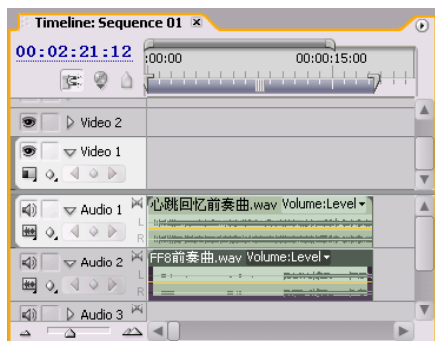 Timeline: Sequence 01
00:02:21:12
:00:00 00:00:15:00
Video 2
Video 1
Audio 1 心跳回忆前奏曲.wav Volume:Level
L
R
Audio 2 FF8前奏曲.wav Volume:Level
L
R
Audio 3